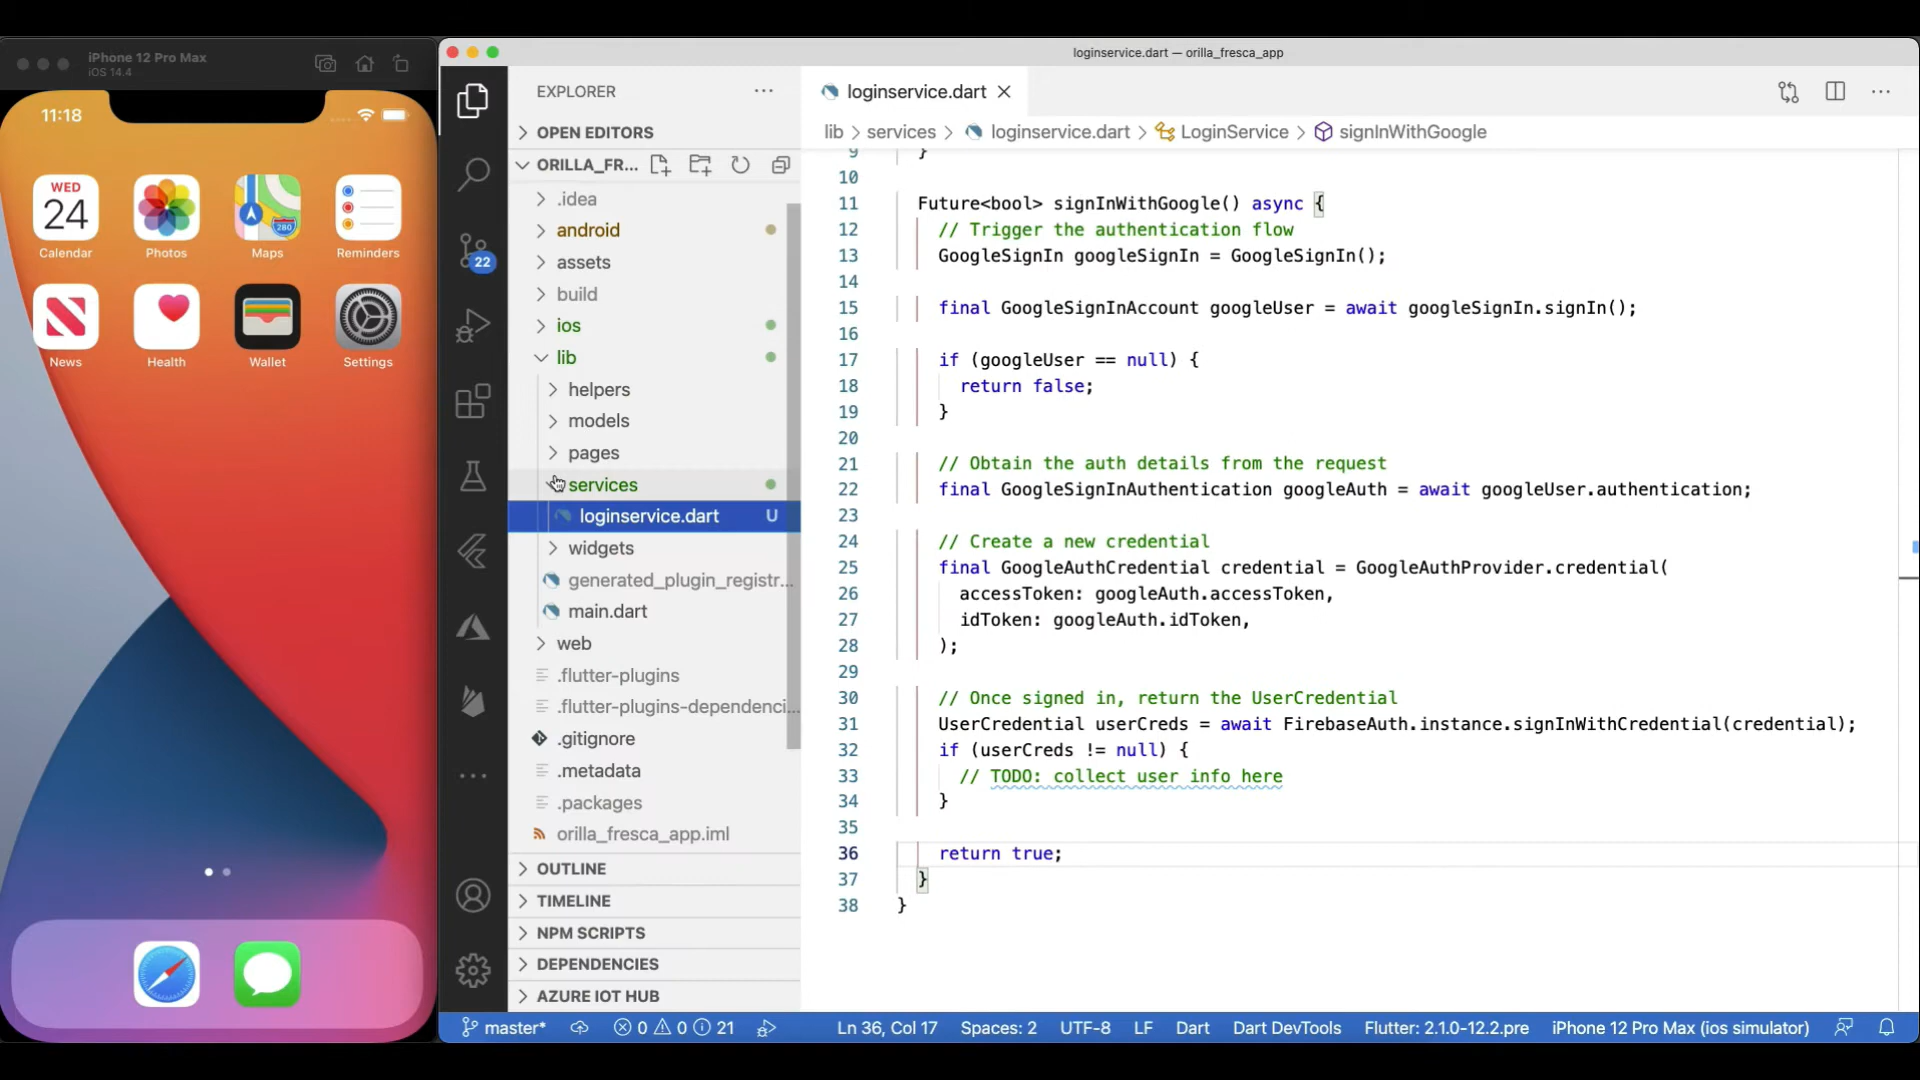 iPhone 12 Pro Max
iOS 14.4
11:18
WED
24
Calendar
Photos
280
Maps
Reminders
News
Health
Wallet
Settings
loginservice.dart — orilla_fresca_app
22
EXPLORER
OPEN EDITORS
ORILLA_FR...
.idea
android
assets
build
ios
lib
helpers
models
pages
services
loginservice.dart U
widgets
generated_plugin_registr...
main.dart
web
.flutter-plugins
.flutter-plugins-dependenci...
.gitignore
.metadata
.packages
orilla_fresca_app.iml
OUTLINE
TIMELINE
NPM SCRIPTS
DEPENDENCIES
AZURE IOT HUB
loginservice.dart
lib > services > loginservice.dart > LoginService > signInWithGoogle
9 }
10
11 Future<bool> signInWithGoogle() async {
12 // Trigger the authentication flow
13 GoogleSignIn googleSignIn = GoogleSignIn();
14
15 final GoogleSignInAccount googleUser = await googleSignIn.signIn();
16
17 if (googleUser == null) {
18 return false;
19 }
20
21 // Obtain the auth details from the request
22 final GoogleSignInAuthentication googleAuth = await googleUser.authentication;
23
24 // Create a new credential
25 final GoogleAuthCredential credential = GoogleAuthProvider.credential(
26 accessToken: googleAuth.accessToken,
27 idToken: googleAuth.idToken,
28 );
29
30 // Once signed in, return the UserCredential
31 UserCredential userCreds = await FirebaseAuth.instance.signInWithCredential(credential);
32 if (userCreds != null) {
33 // TODO: collect user info here
34 }
35
36 return true;
37 }
38 }
master* 0 0 21 Ln 36, Col 17 Spaces: 2 UTF-8 LF Dart Dart DevTools Flutter: 2.1.0-12.2.pre iPhone 12 Pro Max (ios simulator)